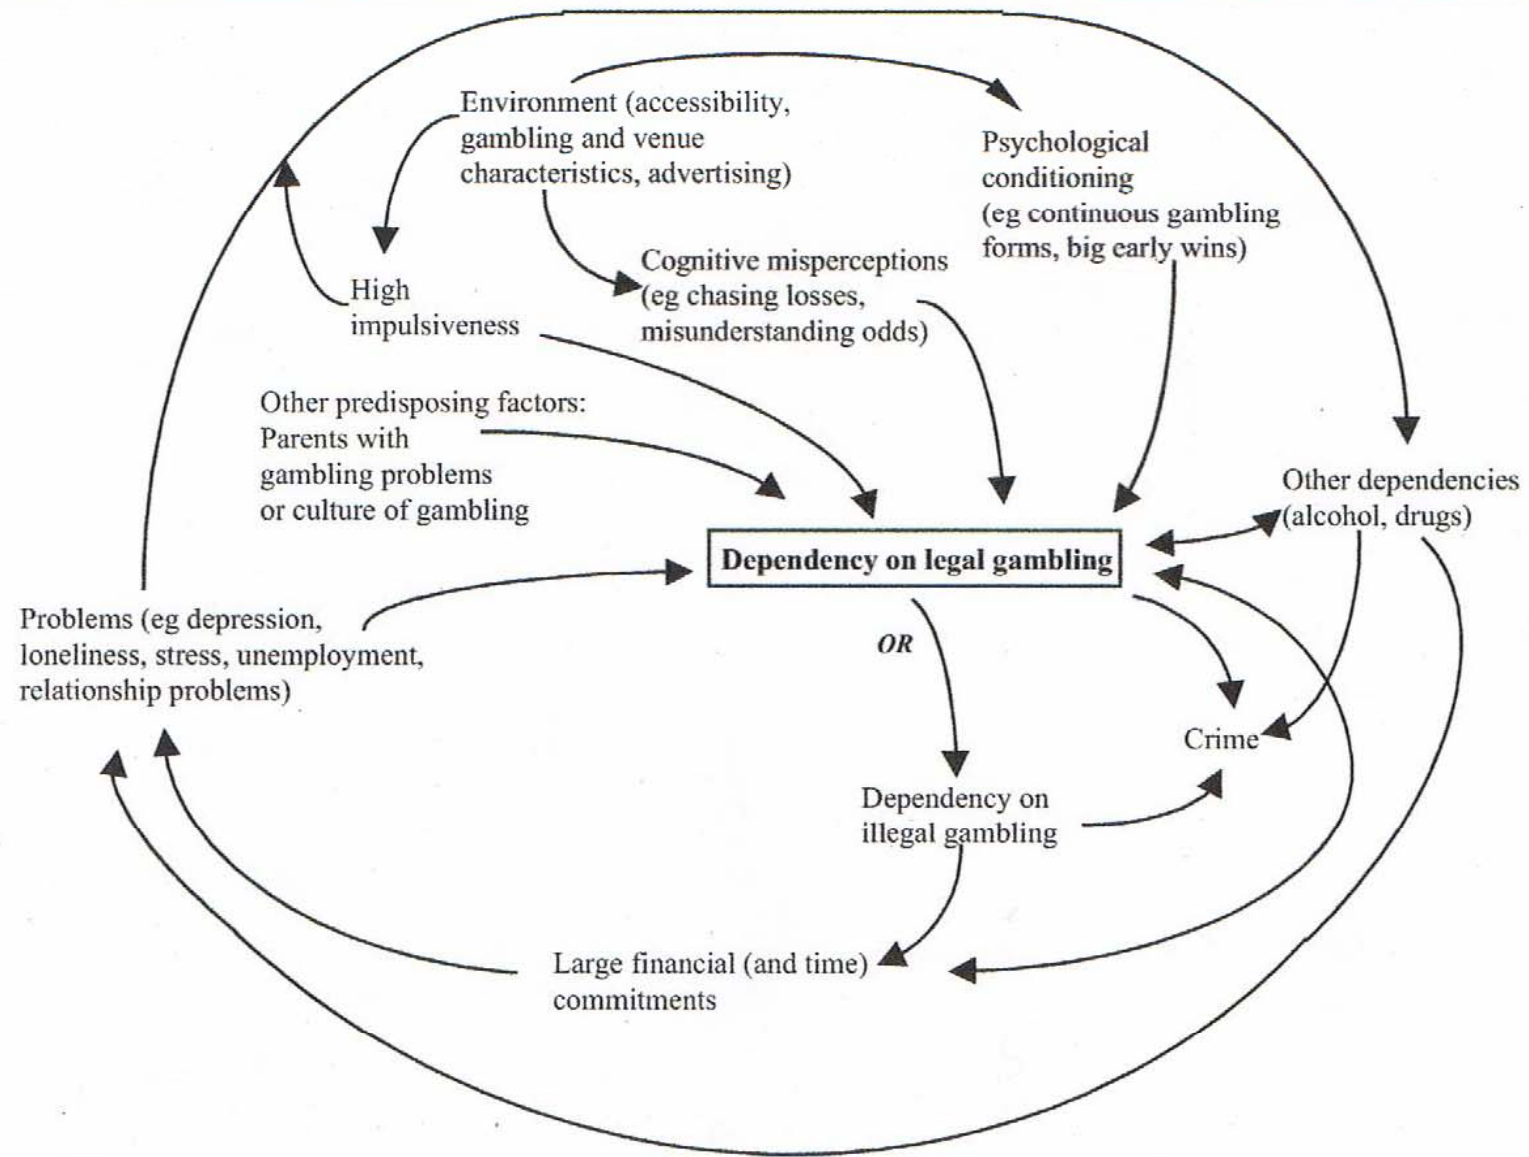 Environment (accessibility,
gambling and venue
characteristics, advertising)
Psychological
conditioning
(eg continuous gambling
forms, big early wins)
Cognitive misperceptions
(eg chasing losses,
misunderstanding odds)
High
impulsiveness
Other predisposing factors:
Parents with
gambling problems
or culture of gambling
Other dependencies
(alcohol, drugs)
Dependency on legal gambling
Problems (eg depression,
loneliness, stress, unemployment,
relationship problems)
OR
Crime
Dependency on
illegal gambling
Large financial (and time)
commitments